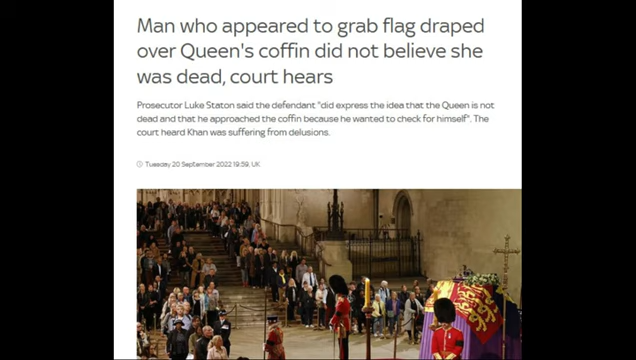 Man who appeared to grab flag draped
over Queen's coffin did not believe she
was dead, court hears
Prosecutor Luke Staton said the defendant "did express the idea that the Queen is not
dead and that he approached the coffin because he wanted to check for himself". The
court heard Khan was suffering from delusions.
Tuesday 20 September 2022 19:59, UK